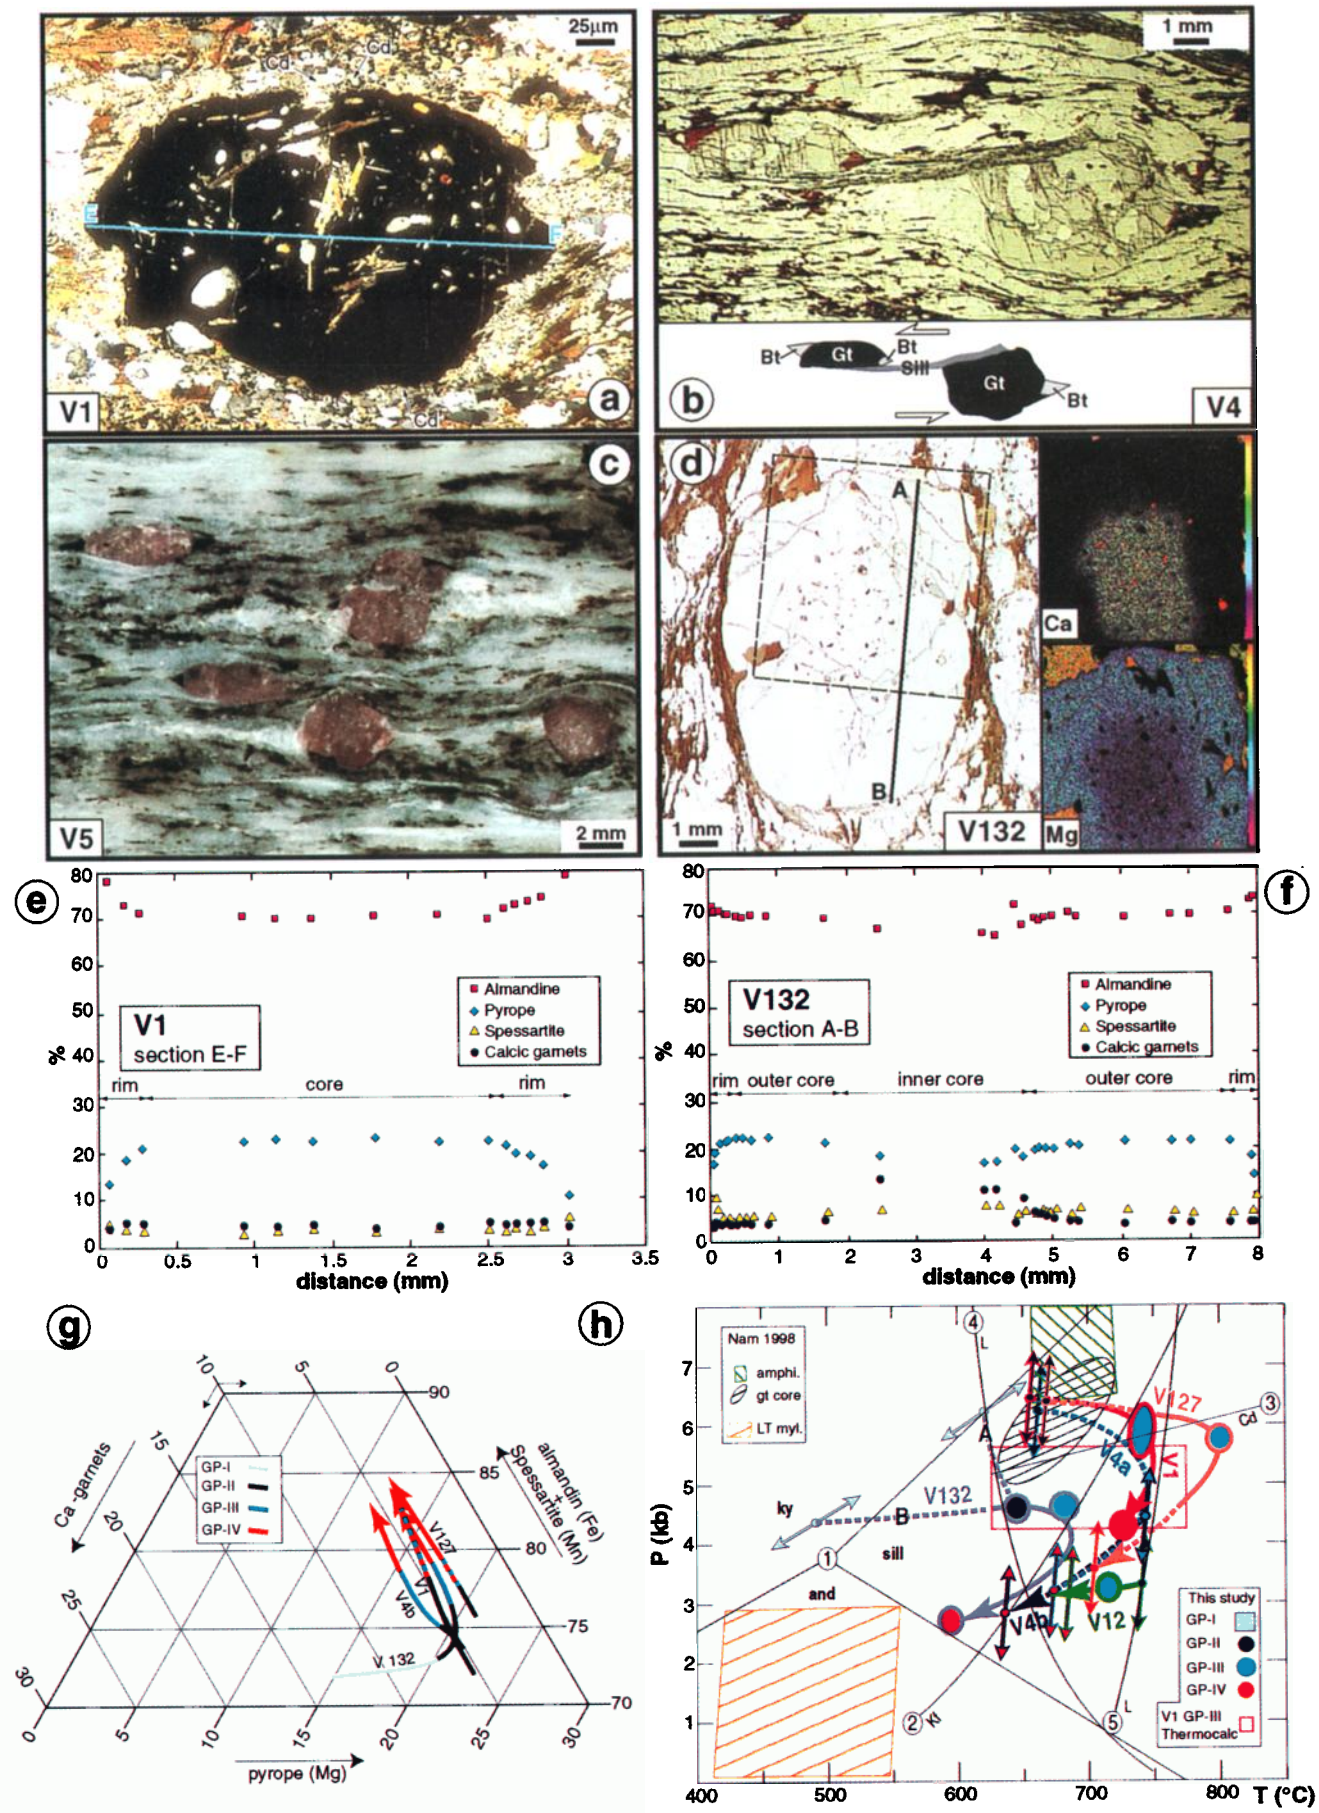 25µm
Cd
Cd
E
F
V1
a
Cd
1 mm
Bt
Gt
Bt
Sill
Gt
Bt
b
V4
c
V5
2 mm
d
A
B
1 mm
V132
Ca
Mg
e
80
70
60
50
40
30
20
10
0
%
V1
section E-F
Almandine
Pyrope
Spessartite
Calcic garnets
rim
core
rim
0
0.5
1
1.5
2
2.5
3
3.5
distance (mm)
f
80
70
60
50
40
30
20
10
0
%
V132
section A-B
Almandine
Pyrope
Spessartite
Calcic garnets
rim
outer core
inner core
outer core
rim
0
1
2
3
4
5
6
7
8
distance (mm)
g
10
5
0
90
15
85
20
80
25
75
30
70
0
5
10
15
20
25
30
Ca -garnets
almandin (Fe)
+
Spessartite (Mn)
pyrope (Mg)
GP-I
GP-II
GP-III
GP-IV
V127
V1
V4b
V. 132
h
Nam 1998
amphi.
gt core
LT myl.
4
L
3
Cd
V127
V4a
V1
A
V132
B
ky
sill
1
and
V4b
V12
2
Kf
5
L
This study
GP-I
GP-II
GP-III
GP-IV
V1 GP-III
Thermocalc
P (kb)
7
6
5
4
3
2
1
400
500
600
700
800
T (°C)